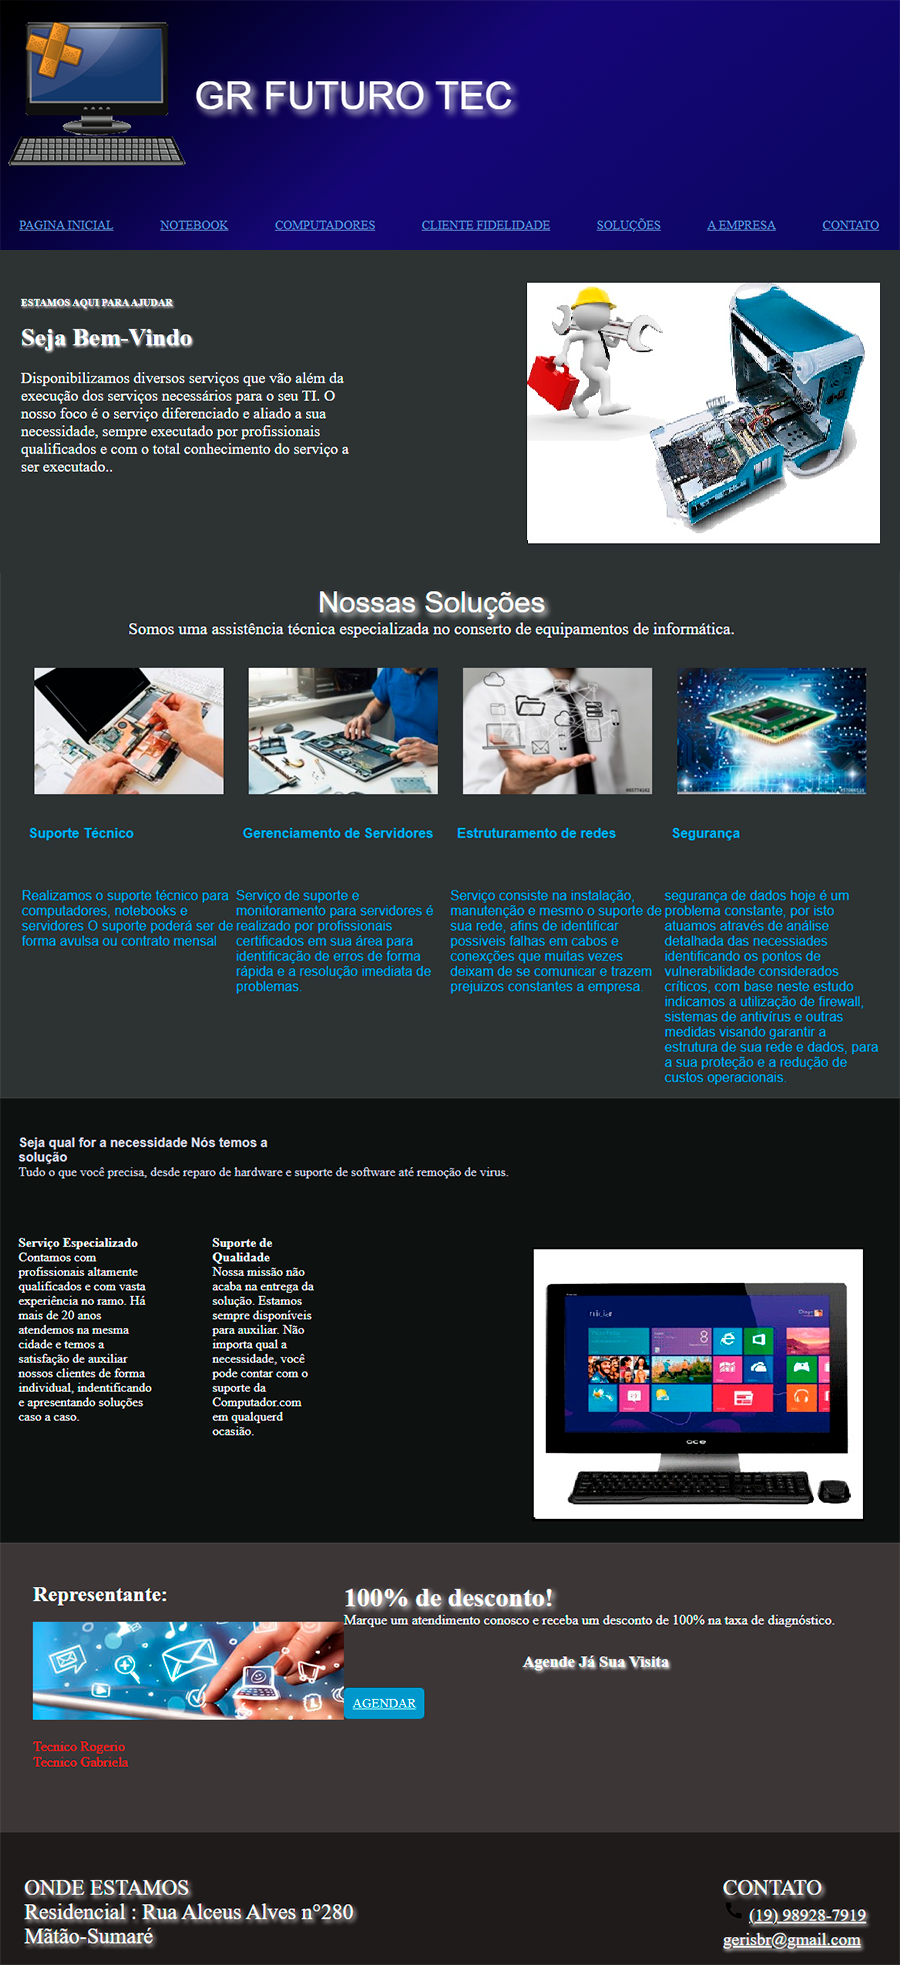 GR FUTURO TEC
PAGINA INICIAL NOTEBOOK COMPUTADORES CLIENTE FIDELIDADE SOLUÇÕES A EMPRESA CONTATO
ESTAMOS AQUI PARA AJUDAR
Seja Bem-Vindo
Disponibilizamos diversos serviços que vão além da
execução dos serviços necessários para o seu TI. O
nosso foco é o serviço diferenciado e aliado a sua
necessidade, sempre executado por profissionais
qualificados e com o total conhecimento do serviço a
ser executado..
Nossas Soluções
Somos uma assistência técnica especializada no conserto de equipamentos de informática.
Suporte Técnico
Realizamos o suporte técnico para
computadores, notebooks e
servidores O suporte poderá ser de
forma avulsa ou contrato mensal
Gerenciamento de Servidores
Serviço de suporte e
monitoramento para servidores é
realizado por profissionais
certificados em sua área para
identificação de erros de forma
rápida e a resolução imediata de
problemas.
Estruturamento de redes
Serviço consiste na instalação,
manutenção e mesmo o suporte de
sua rede, afins de identificar
possiveis falhas em cabos e
conexções que muitas vezes
deixam de se comunicar e trazem
prejuizos constantes a empresa.
Segurança
segurança de dados hoje é um
problema constante, por isto
atuamos através de análise
detalhada das necessiades
identificando os pontos de
vulnerabilidade considerados
críticos, com base neste estudo
indicamos a utilização de firewall,
sistemas de antivírus e outras
medidas visando garantir a
estrutura de sua rede e dados, para
a sua proteção e a redução de
custos operacionais.
Seja qual for a necessidade Nós temos a
solução
Tudo o que você precisa, desde reparo de hardware e suporte de software até remoção de virus.
Serviço Especializado
Contamos com
profissionais altamente
qualificados e com vasta
experiência no ramo. Há
mais de 20 anos
atendemos na mesma
cidade e temos a
satisfação de auxiliar
nossos clientes de forma
individual, indentificando
e apresentando soluções
caso a caso.
Suporte de
Qualidade
Nossa missão não
acaba na entrega da
solução. Estamos
sempre disponíveis
para auxiliar. Não
importa qual a
necessidade, você
pode contar com o
suporte da
Computador.com
em qualquerd
ocasião.
Iniciar
8
Representante:
Tecnico Rogerio
Tecnico Gabriela
100% de desconto!
Marque um atendimento conosco e receba um desconto de 100% na taxa de diagnóstico.
Agende Já Sua Visita
AGENDAR
ONDE ESTAMOS
Residencial : Rua Alceus Alves n°280
Mãtão-Sumaré
CONTATO
(19) 98928-7919
gerisbr@gmail.com